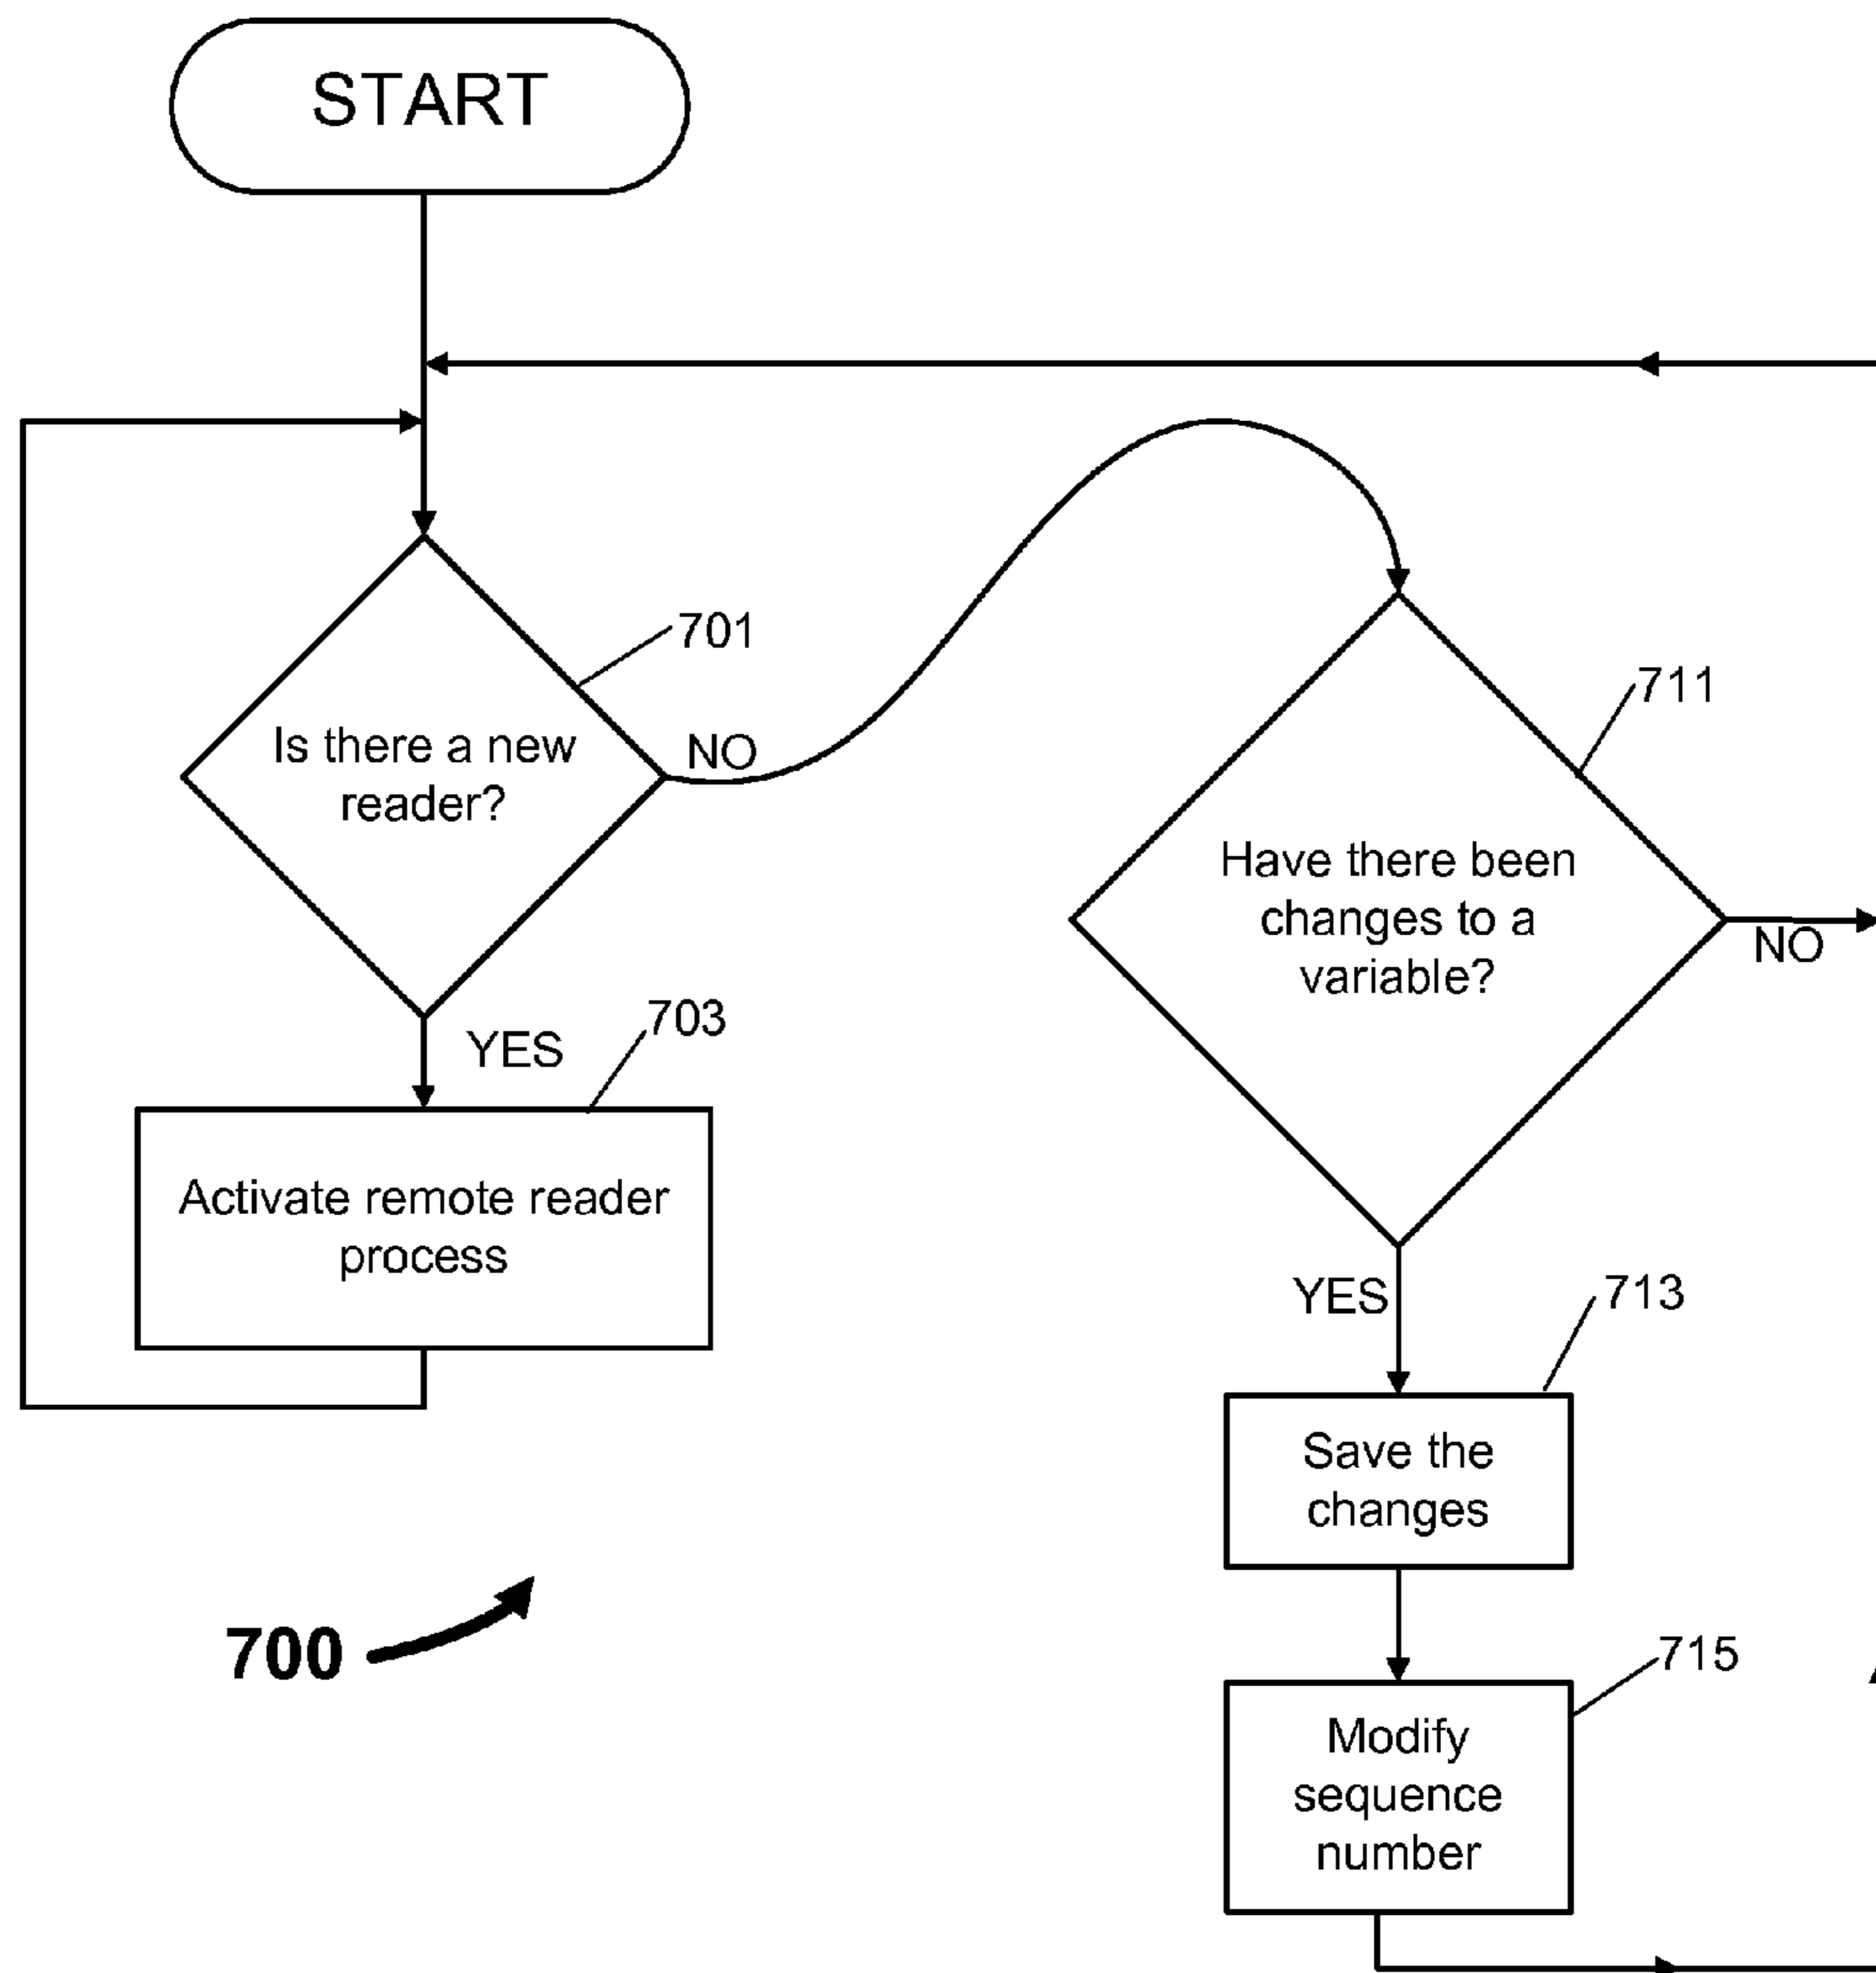 START
701
Is there a new
reader?
NO
YES
703
Activate remote reader
process
700
711
Have there been
changes to a
variable?
NO
YES
713
Save the
changes
715
Modify
sequence
number